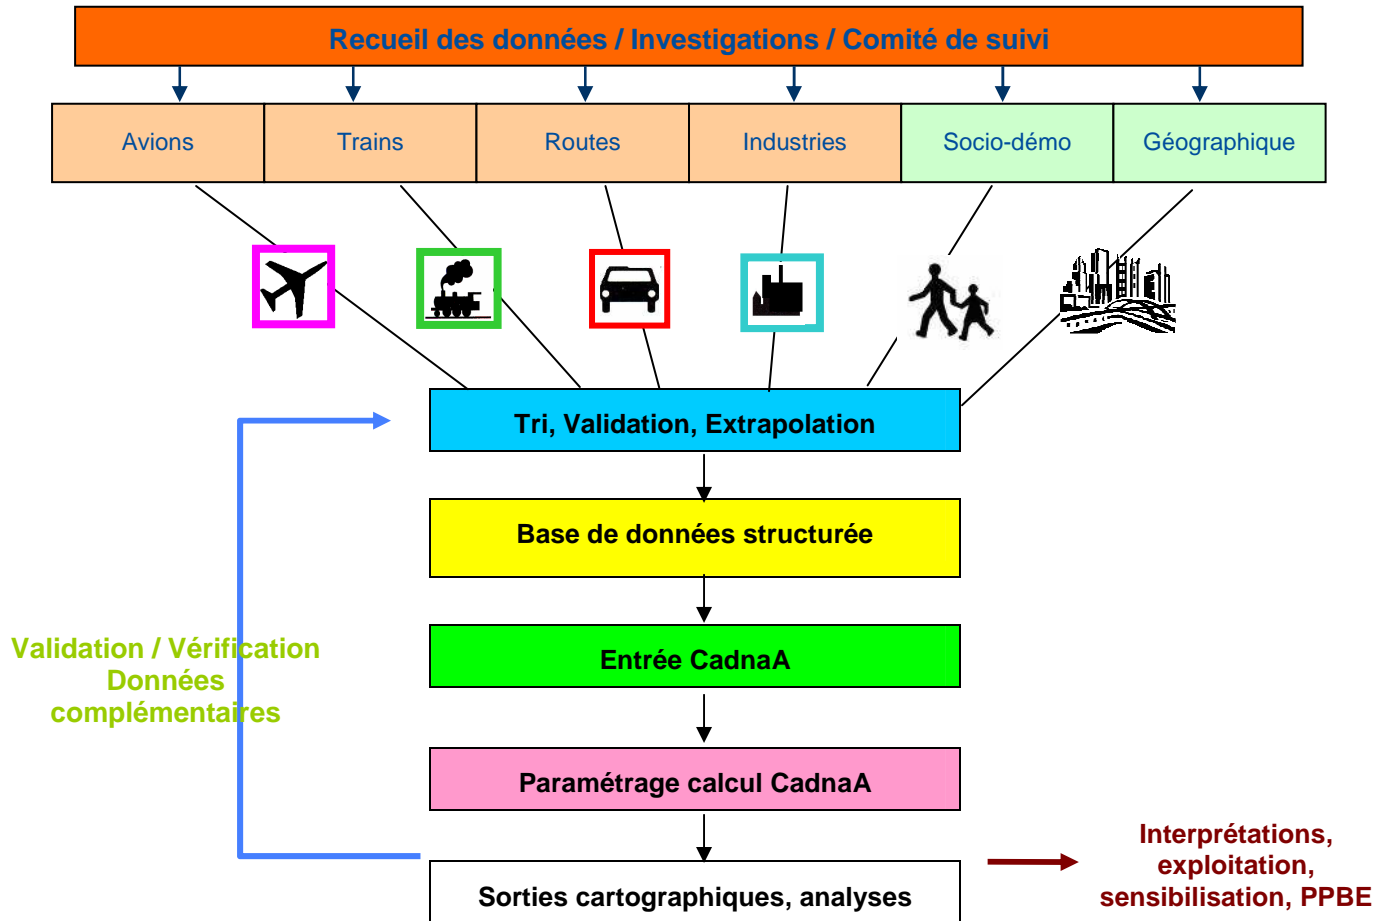 Recueil des données / Investigations / Comité de suivi
Avions
Trains
Routes
Industries
Socio-démo
Géographique
Tri, Validation, Extrapolation
Base de données structurée
Entrée CadnaA
Validation / Vérification
Données
complémentaires
Paramétrage calcul CadnaA
Sorties cartographiques, analyses
Interprétations,
exploitation,
sensibilisation, PPBE